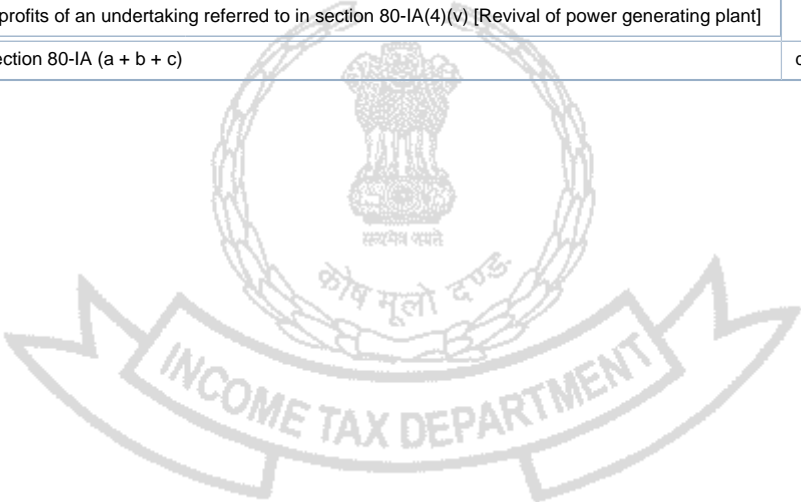 profits of an undertaking referred to in section 80-IA(4)(v) [Revival of power generating plant]
ction 80-IA (a + b + c)
सत्यमेव जयते
कोष मूलो दण्डः
INCOME TAX DEPARTMENT